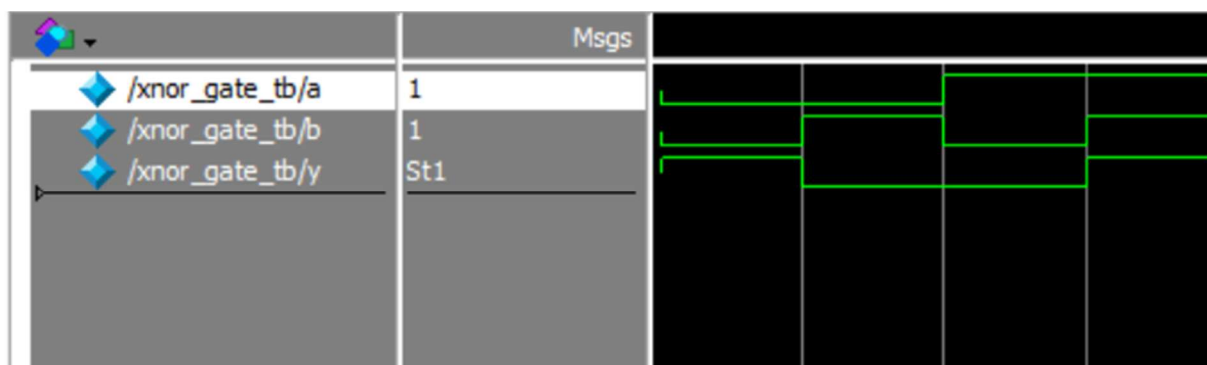 Msgs
/xnor_gate_tb/a 1
/xnor_gate_tb/b 1
/xnor_gate_tb/y St1